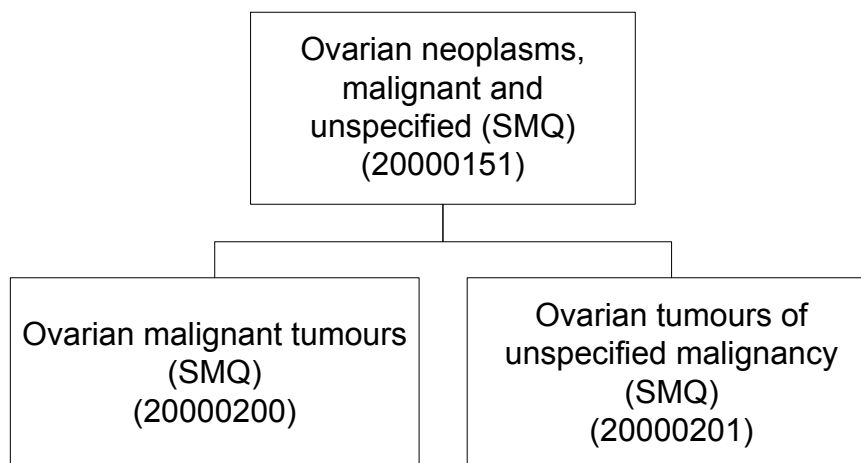 Ovarian neoplasms,
malignant and
unspecified (SMQ)
(20000151)
Ovarian malignant tumours
(SMQ)
(20000200)
Ovarian tumours of
unspecified malignancy
(SMQ)
(20000201)